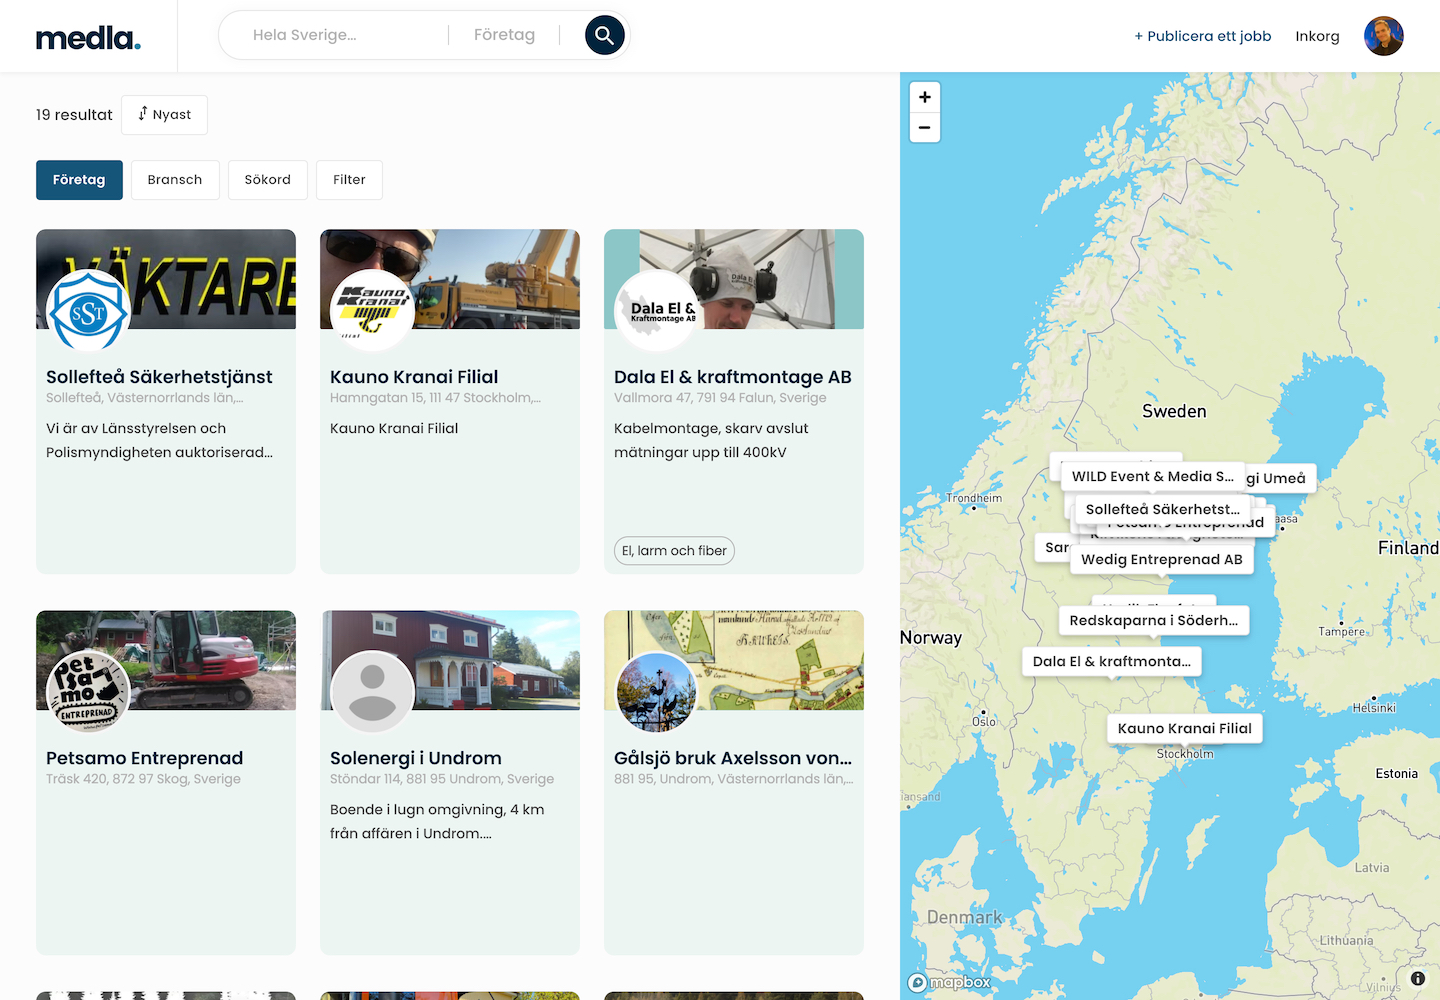 medla.
Hela Sverige...
Företag
+ Publicera ett jobb
Inkorg
19 resultat
Nyast
Företag
Bransch
Sökord
Filter
VÄKTARE
SST
Sollefteå Säkerhetstjänst
Sollefteå, Västernorrlands län,...
Vi är av Länsstyrelsen och
Polismyndigheten auktoriserad...
Kauno
Kranai
Kauno Kranai Filial
Hamngatan 15, 111 47 Stockholm,...
Kauno Kranai Filial
Dala El
Dala El &
Kraftmontage AB
Dala El & kraftmontage AB
Vallmora 47, 791 94 Falun, Sverige
Kabelmontage, skarv avslut
mätningar upp till 400kV
El, larm och fiber
Petsamo
ENTREPRENAD
Petsamo Entreprenad
Träsk 420, 872 97 Skog, Sverige
Solenergi i Undrom
Stöndar 114, 881 95 Undrom, Sverige
Boende i lugn omgivning, 4 km
från affären i Undrom....
Gålsjö bruk Axelsson von...
881 95, Undrom, Västernorrlands län,...
+
−
Sweden
WILD Event & Media S...
gi Umeå
Trondheim
Sollefteå Säkerhetst...
Petsamo Entreprenad
aasa
Sar
Wedig Entreprenad AB
Finland
Redskaparna i Söderh...
Tampere
Norway
Dala El & kraftmonta...
Helsinki
Oslo
Kauno Kranai Filial
Stockholm
Estonia
tiansand
Latvia
Denmark
Lithuania
mapbox
Vilnius